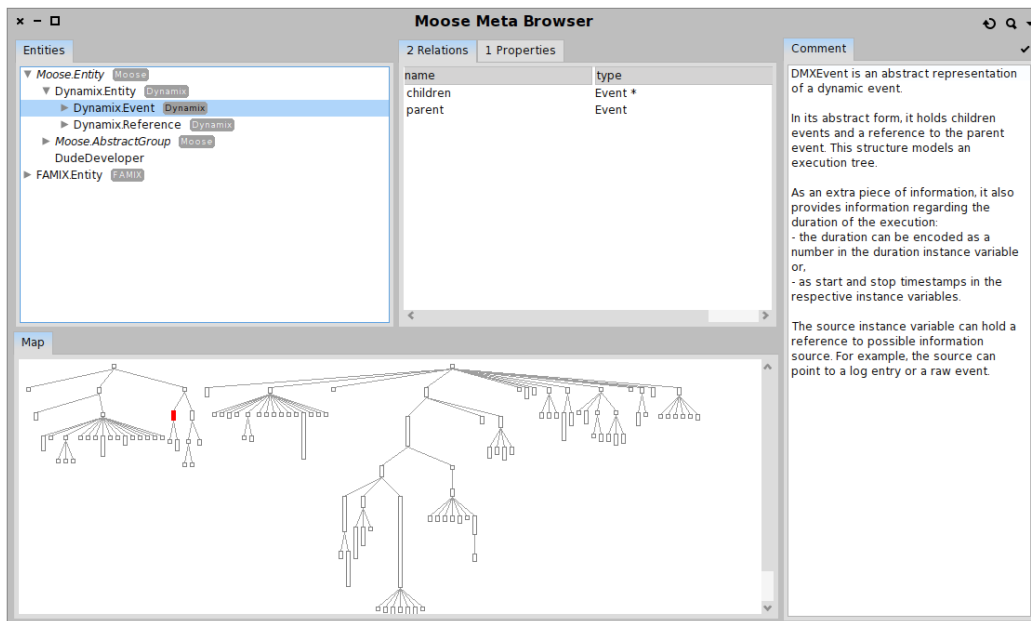 Moose Meta Browser
Entities
Moose.Entity Moose
Dynamix.Entity Dynamix
Dynamix.Event Dynamix
Dynamix.Reference Dynamix
Moose.AbstractGroup Moose
DudeDeveloper
FAMIX.Entity FAMIX
2 Relations 1 Properties
name type
children Event *
parent Event
Comment
DMXEvent is an abstract representation
of a dynamic event.
In its abstract form, it holds children
events and a reference to the parent
event. This structure models an
execution tree.
As an extra piece of information, it also
provides information regarding the
duration of the execution:
- the duration can be encoded as a
number in the duration instance variable
or,
- as start and stop timestamps in the
respective instance variables.
The source instance variable can hold a
reference to possible information
source. For example, the source can
point to a log entry or a raw event.
Map